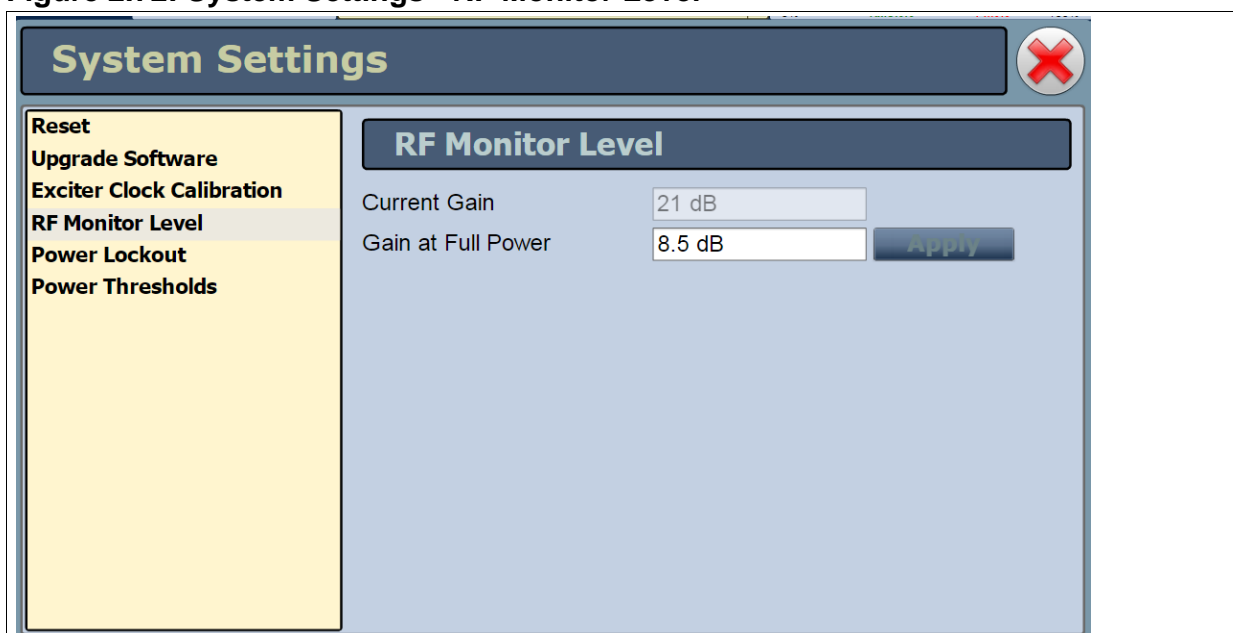 System Settings
Reset
Upgrade Software
Exciter Clock Calibration
RF Monitor Level
Power Lockout
Power Thresholds
RF Monitor Level
Current Gain 21 dB
Gain at Full Power 8.5 dB Apply